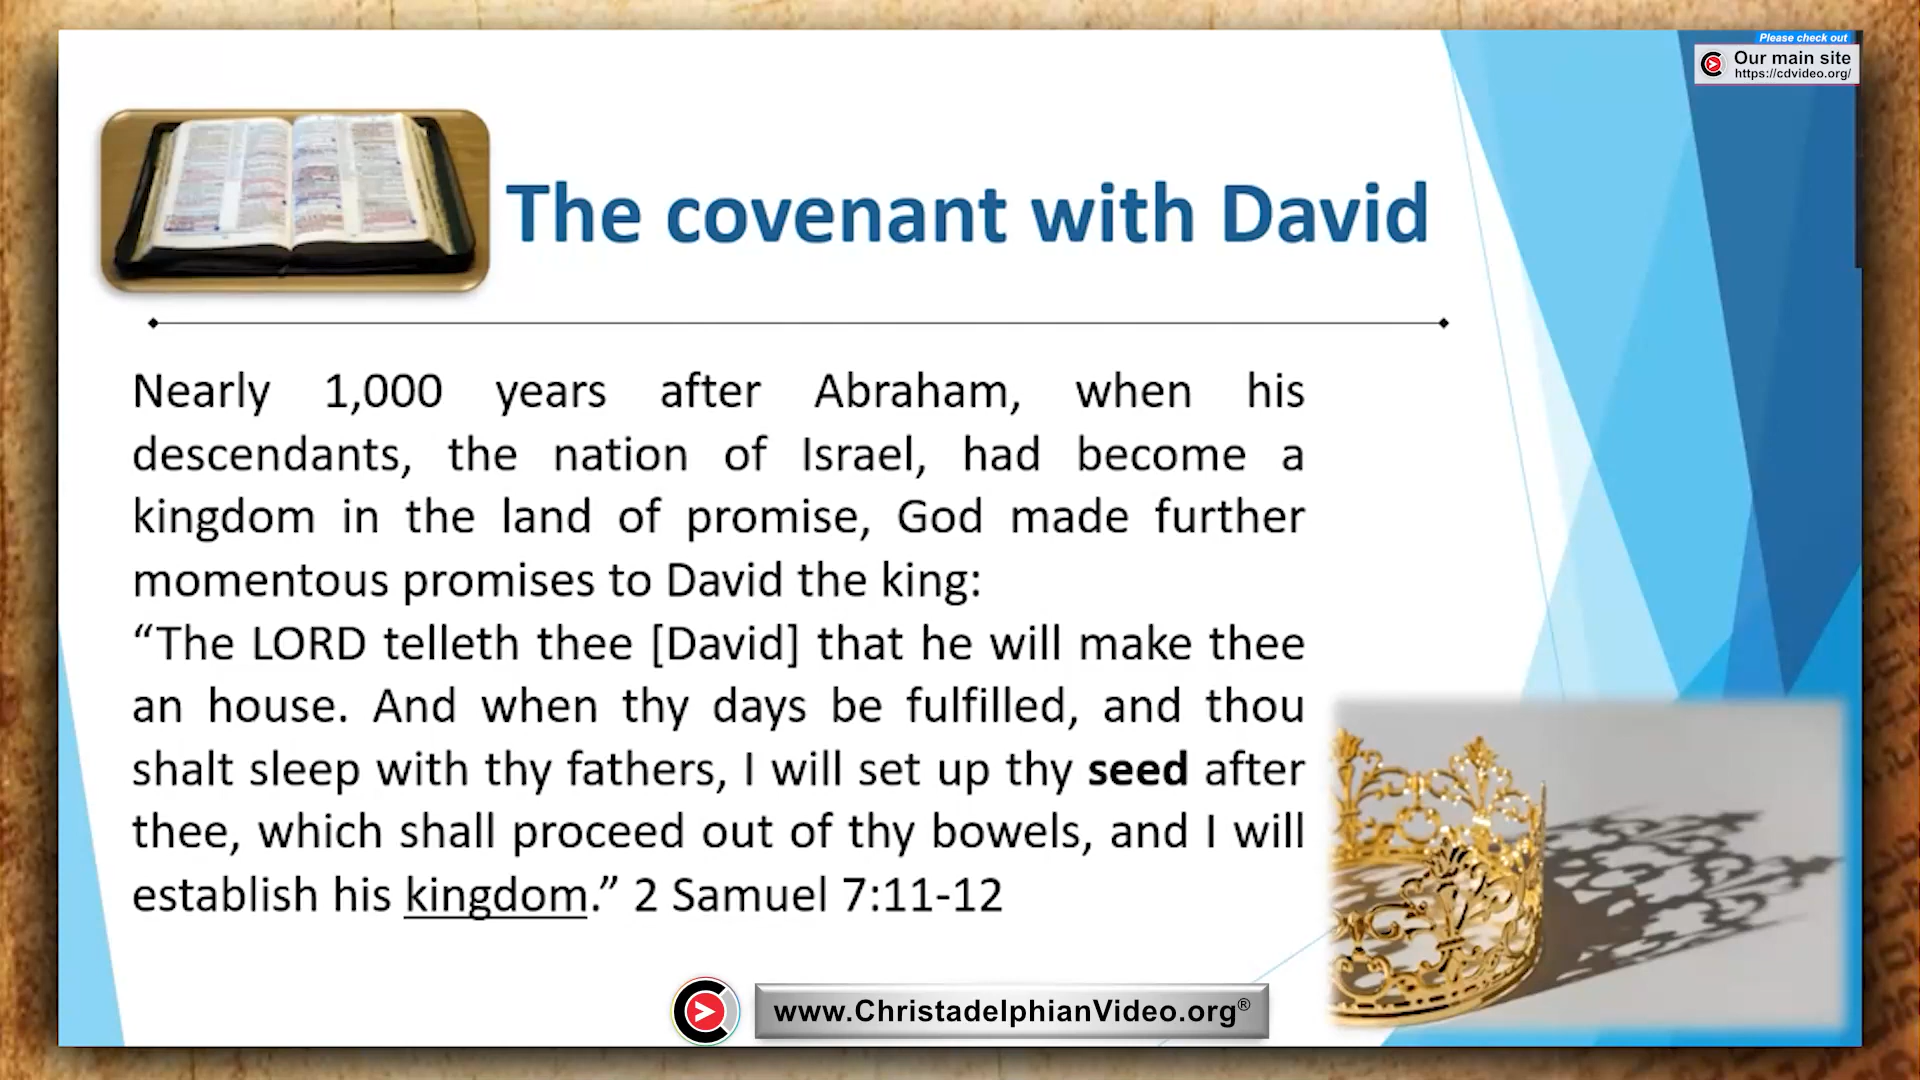 Please check out
Our main site
https://cdvideo.org/
The covenant with David
Nearly 1,000 years after Abraham, when his
descendants, the nation of Israel, had become a
kingdom in the land of promise, God made further
momentous promises to David the king:
“The LORD telleth thee [David] that he will make thee
an house. And when thy days be fulfilled, and thou
shalt sleep with thy fathers, I will set up thy seed after
thee, which shall proceed out of thy bowels, and I will
establish his kingdom.” 2 Samuel 7:11-12
www.ChristadelphianVideo.org®